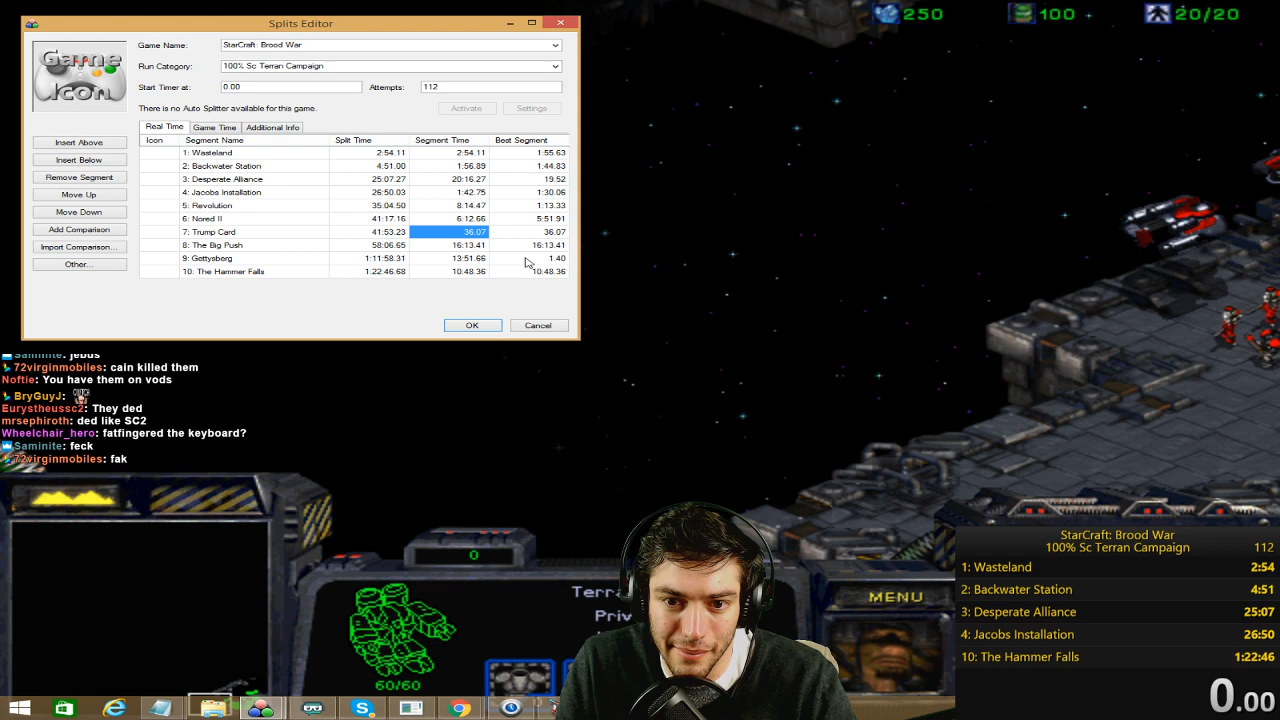 Splits Editor
250 100 20/20
Game Icon
Game Name: StarCraft: Brood War
Run Category: 100% Sc Terran Campaign
Start Timer at: 0.00 Attempts: 112
There is no Auto Splitter available for this game. Activate Settings
Real Time Game Time Additional Info
Icon Segment Name Split Time Segment Time Best Segment
1: Wasteland 2:54.11 2:54.11 1:55.63
2: Backwater Station 4:51.00 1:56.89 1:44.83
3: Desperate Alliance 25:07.27 20:16.27 19.52
4: Jacobs Installation 26:50.03 1:42.75 1:30.06
5: Revolution 35:04.50 8:14.47 1:13.33
6: Nored II 41:17.16 6:12.66 5:51.91
7: Trump Card 41:53.23 36.07 36.07
8: The Big Push 58:06.65 16:13.41 16:13.41
9: Gettysberg 1:11:58.31 13:51.66 1.40
10: The Hammer Falls 1:22:46.68 10:48.36 10:48.36
Insert Above
Insert Below
Remove Segment
Move Up
Move Down
Add Comparison
Import Comparison...
Other...
OK Cancel
Saminite: jebus
72virginmobiles: cain killed them
Noftie: You have them on vods
BryGuyJ:
Eurystheussc2: They ded
mrsephiroth: ded like SC2
Wheelchair_hero: fatfingered the keyboard?
Saminite: feck
72virginmobiles: fak
0
Terra
Priv
MENU
60/60
StarCraft: Brood War
100% Sc Terran Campaign 112
1: Wasteland 2:54
2: Backwater Station 4:51
3: Desperate Alliance 25:07
4: Jacobs Installation 26:50
10: The Hammer Falls 1:22:46
0.00